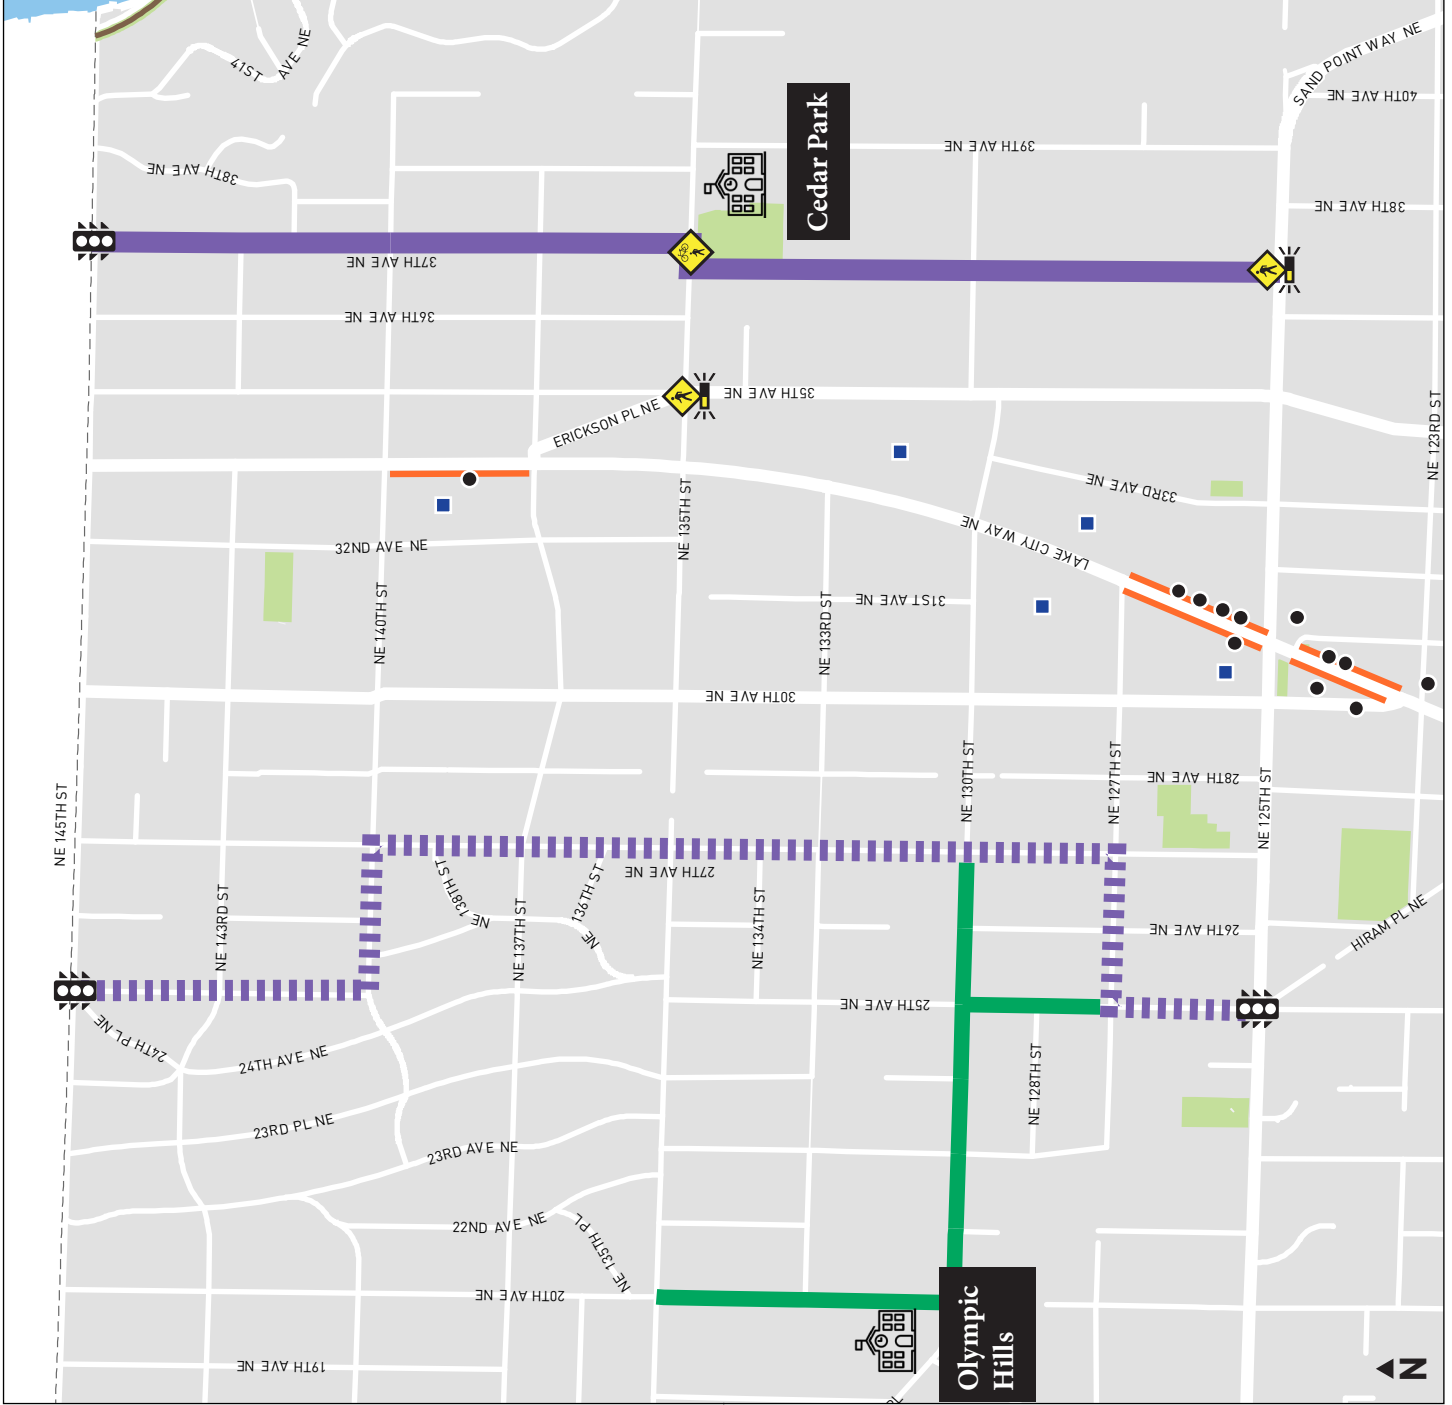 41ST
AVE NE
SAND POINT WAY NE
40TH AVE NE
Cedar Park
39TH AVE NE
38TH AVE NE
38TH AVE NE
37TH AVE NE
36TH AVE NE
35TH AVE NE
ERICKSON PL NE
NE 123RD ST
33RD AVE NE
LAKE CITY WAY NE
NE 135TH ST
32ND AVE NE
NE 140TH ST
31ST AVE NE
NE 133RD ST
30TH AVE NE
NE 130TH ST
NE 127TH ST
28TH AVE NE
NE 125TH ST
NE 145TH ST
27TH AVE NE
NE 138TH ST
NE 136TH ST
NE 143RD ST
NE 137TH ST
NE 134TH ST
26TH AVE NE
HIRAM PL NE
25TH AVE NE
24TH PL NE
24TH AVE NE
NE 128TH ST
23RD PL NE
23RD AVE NE
22ND AVE NE
NE 135TH PL
20TH AVE NE
Olympic
Hills
19TH AVE NE
N
PL